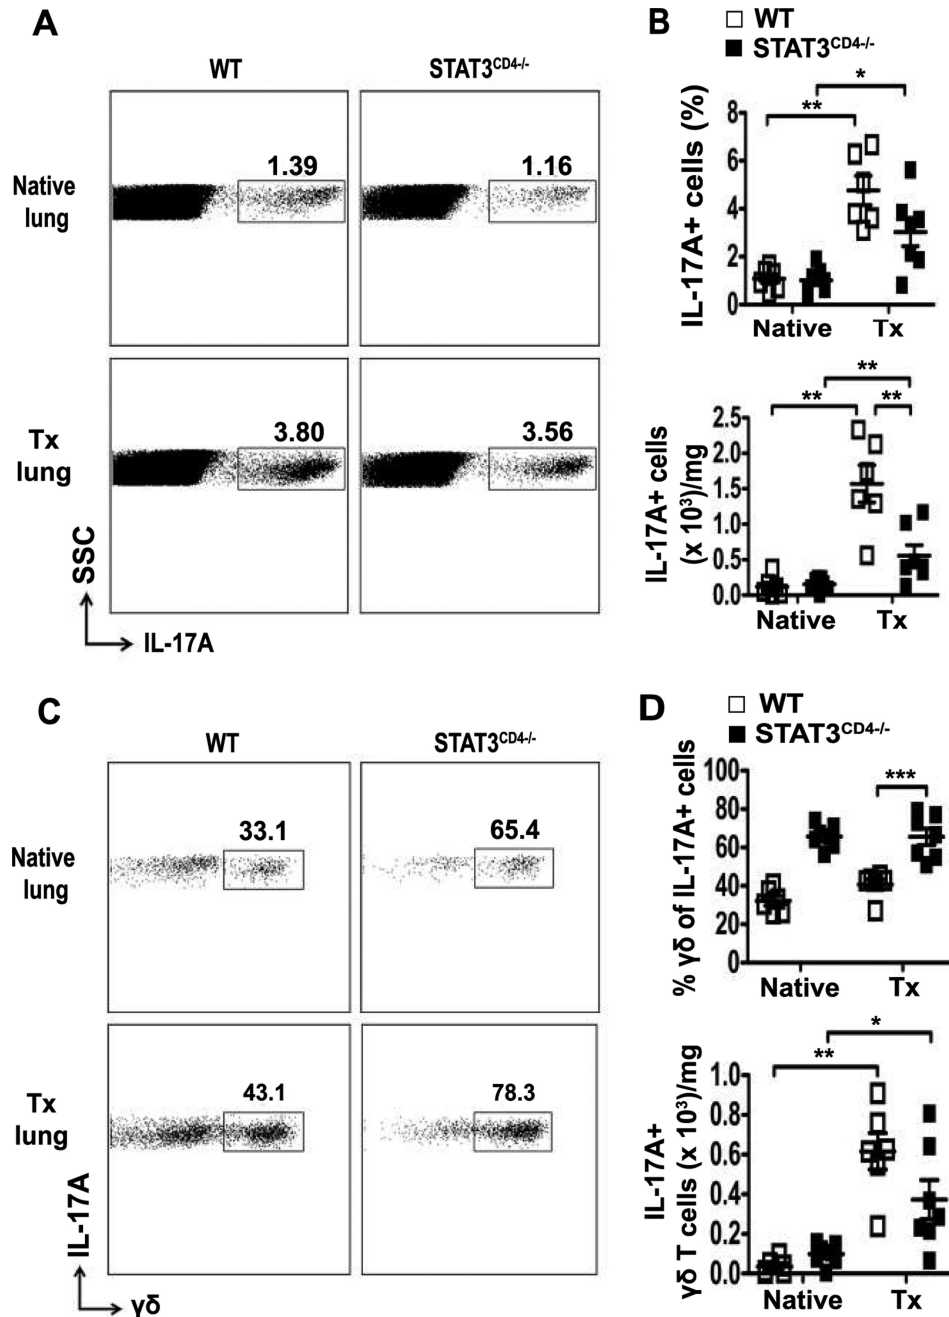 A
WT
STAT3CD4-/-
Native
lung
1.39
1.16
Tx
lung
3.80
3.56
SSC
IL-17A
B
WT
STAT3CD4-/-
IL-17A+ cells (%)
**
*
8
6
4
2
0
Native
Tx
IL-17A+ cells
(x 10³)/mg
**
**
**
2.5
2.0
1.5
1.0
0.5
0.0
Native
Tx
C
WT
STAT3CD4-/-
Native
lung
33.1
65.4
Tx
lung
43.1
78.3
IL-17A
γδ
D
WT
STAT3CD4-/-
% γδ of IL-17A+ cells
***
100
80
60
40
20
0
Native
Tx
IL-17A+
γδ T cells (x 10³)/mg
*
**
1.0
0.8
0.6
0.4
0.2
0.0
Native
Tx